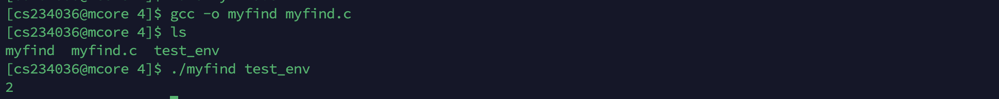 [cs234036@mcore 4]$ gcc -o myfind myfind.c
[cs234036@mcore 4]$ ls
myfind  myfind.c  test_env
[cs234036@mcore 4]$ ./myfind test_env
2